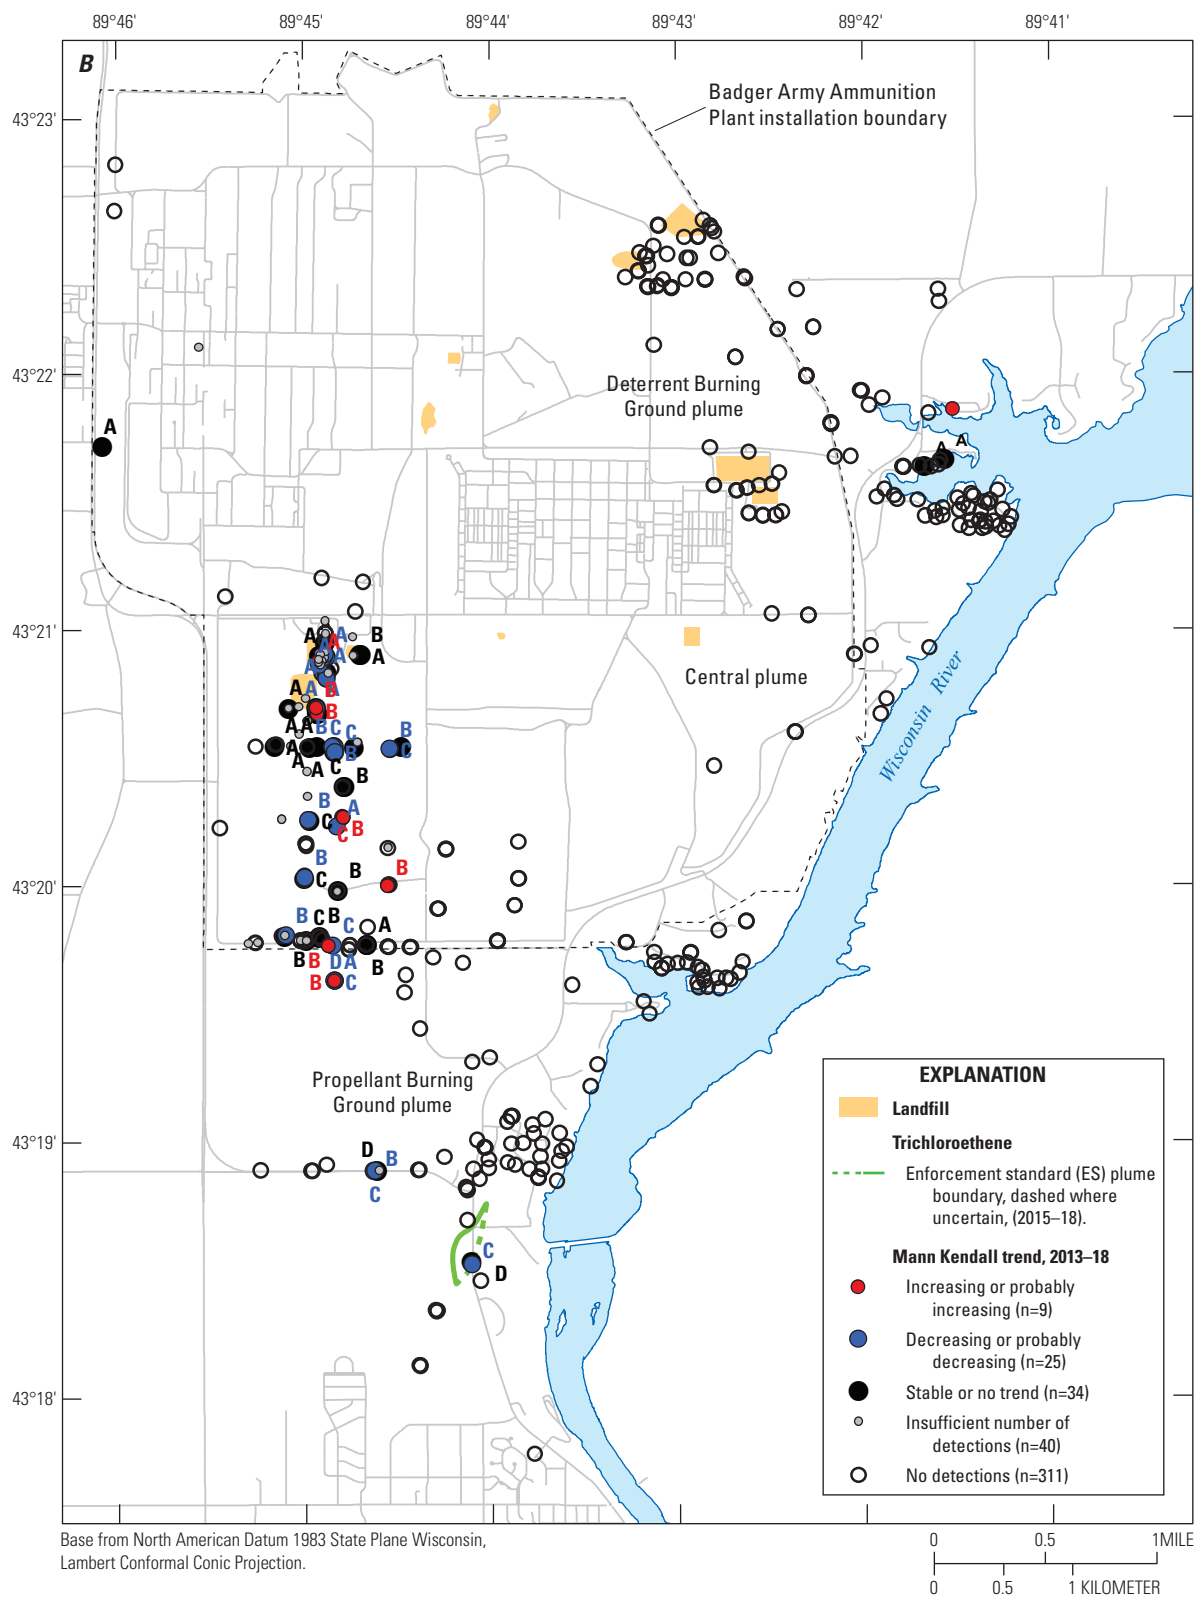 89°46' 89°45' 89°44' 89°43' 89°42' 89°41'
B
43°23'
Badger Army Ammunition
Plant installation boundary
43°22'
Deterrent Burning
Ground plume
A
A
A
43°21'
A A A B
A A
A
Central plume
Wisconsin River
A A A B
B
A A B C C B
A B C
A A C B
B A
C C B
B
B B
43°20'
C
B C B C A
B B D A B
B C
Propellant Burning
Ground plume
43°19'
D B
C
C
D
43°18'
EXPLANATION
Landfill
Trichloroethene
Enforcement standard (ES) plume
boundary, dashed where
uncertain, (2015–18).
Mann Kendall trend, 2013–18
Increasing or probably
increasing (n=9)
Decreasing or probably
decreasing (n=25)
Stable or no trend (n=34)
Insufficient number of
detections (n=40)
No detections (n=311)
Base from North American Datum 1983 State Plane Wisconsin,
Lambert Conformal Conic Projection.
0 0.5 1 MILE
0 0.5 1 KILOMETER